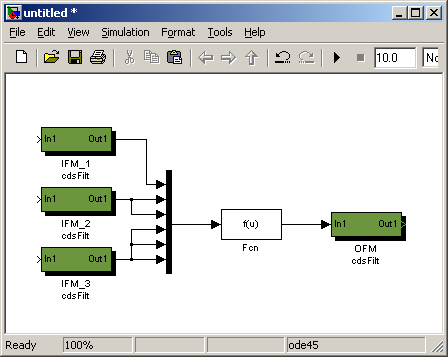 untitled *
File Edit View Simulation Format Tools Help
10.0
In1 Out1
IFM_1
cdsFilt
In1 Out1
IFM_2
cdsFilt
f(u)
Fcn
In1 Out1
OFM
cdsFilt
In1 Out1
IFM_3
cdsFilt
Ready 100% ode45